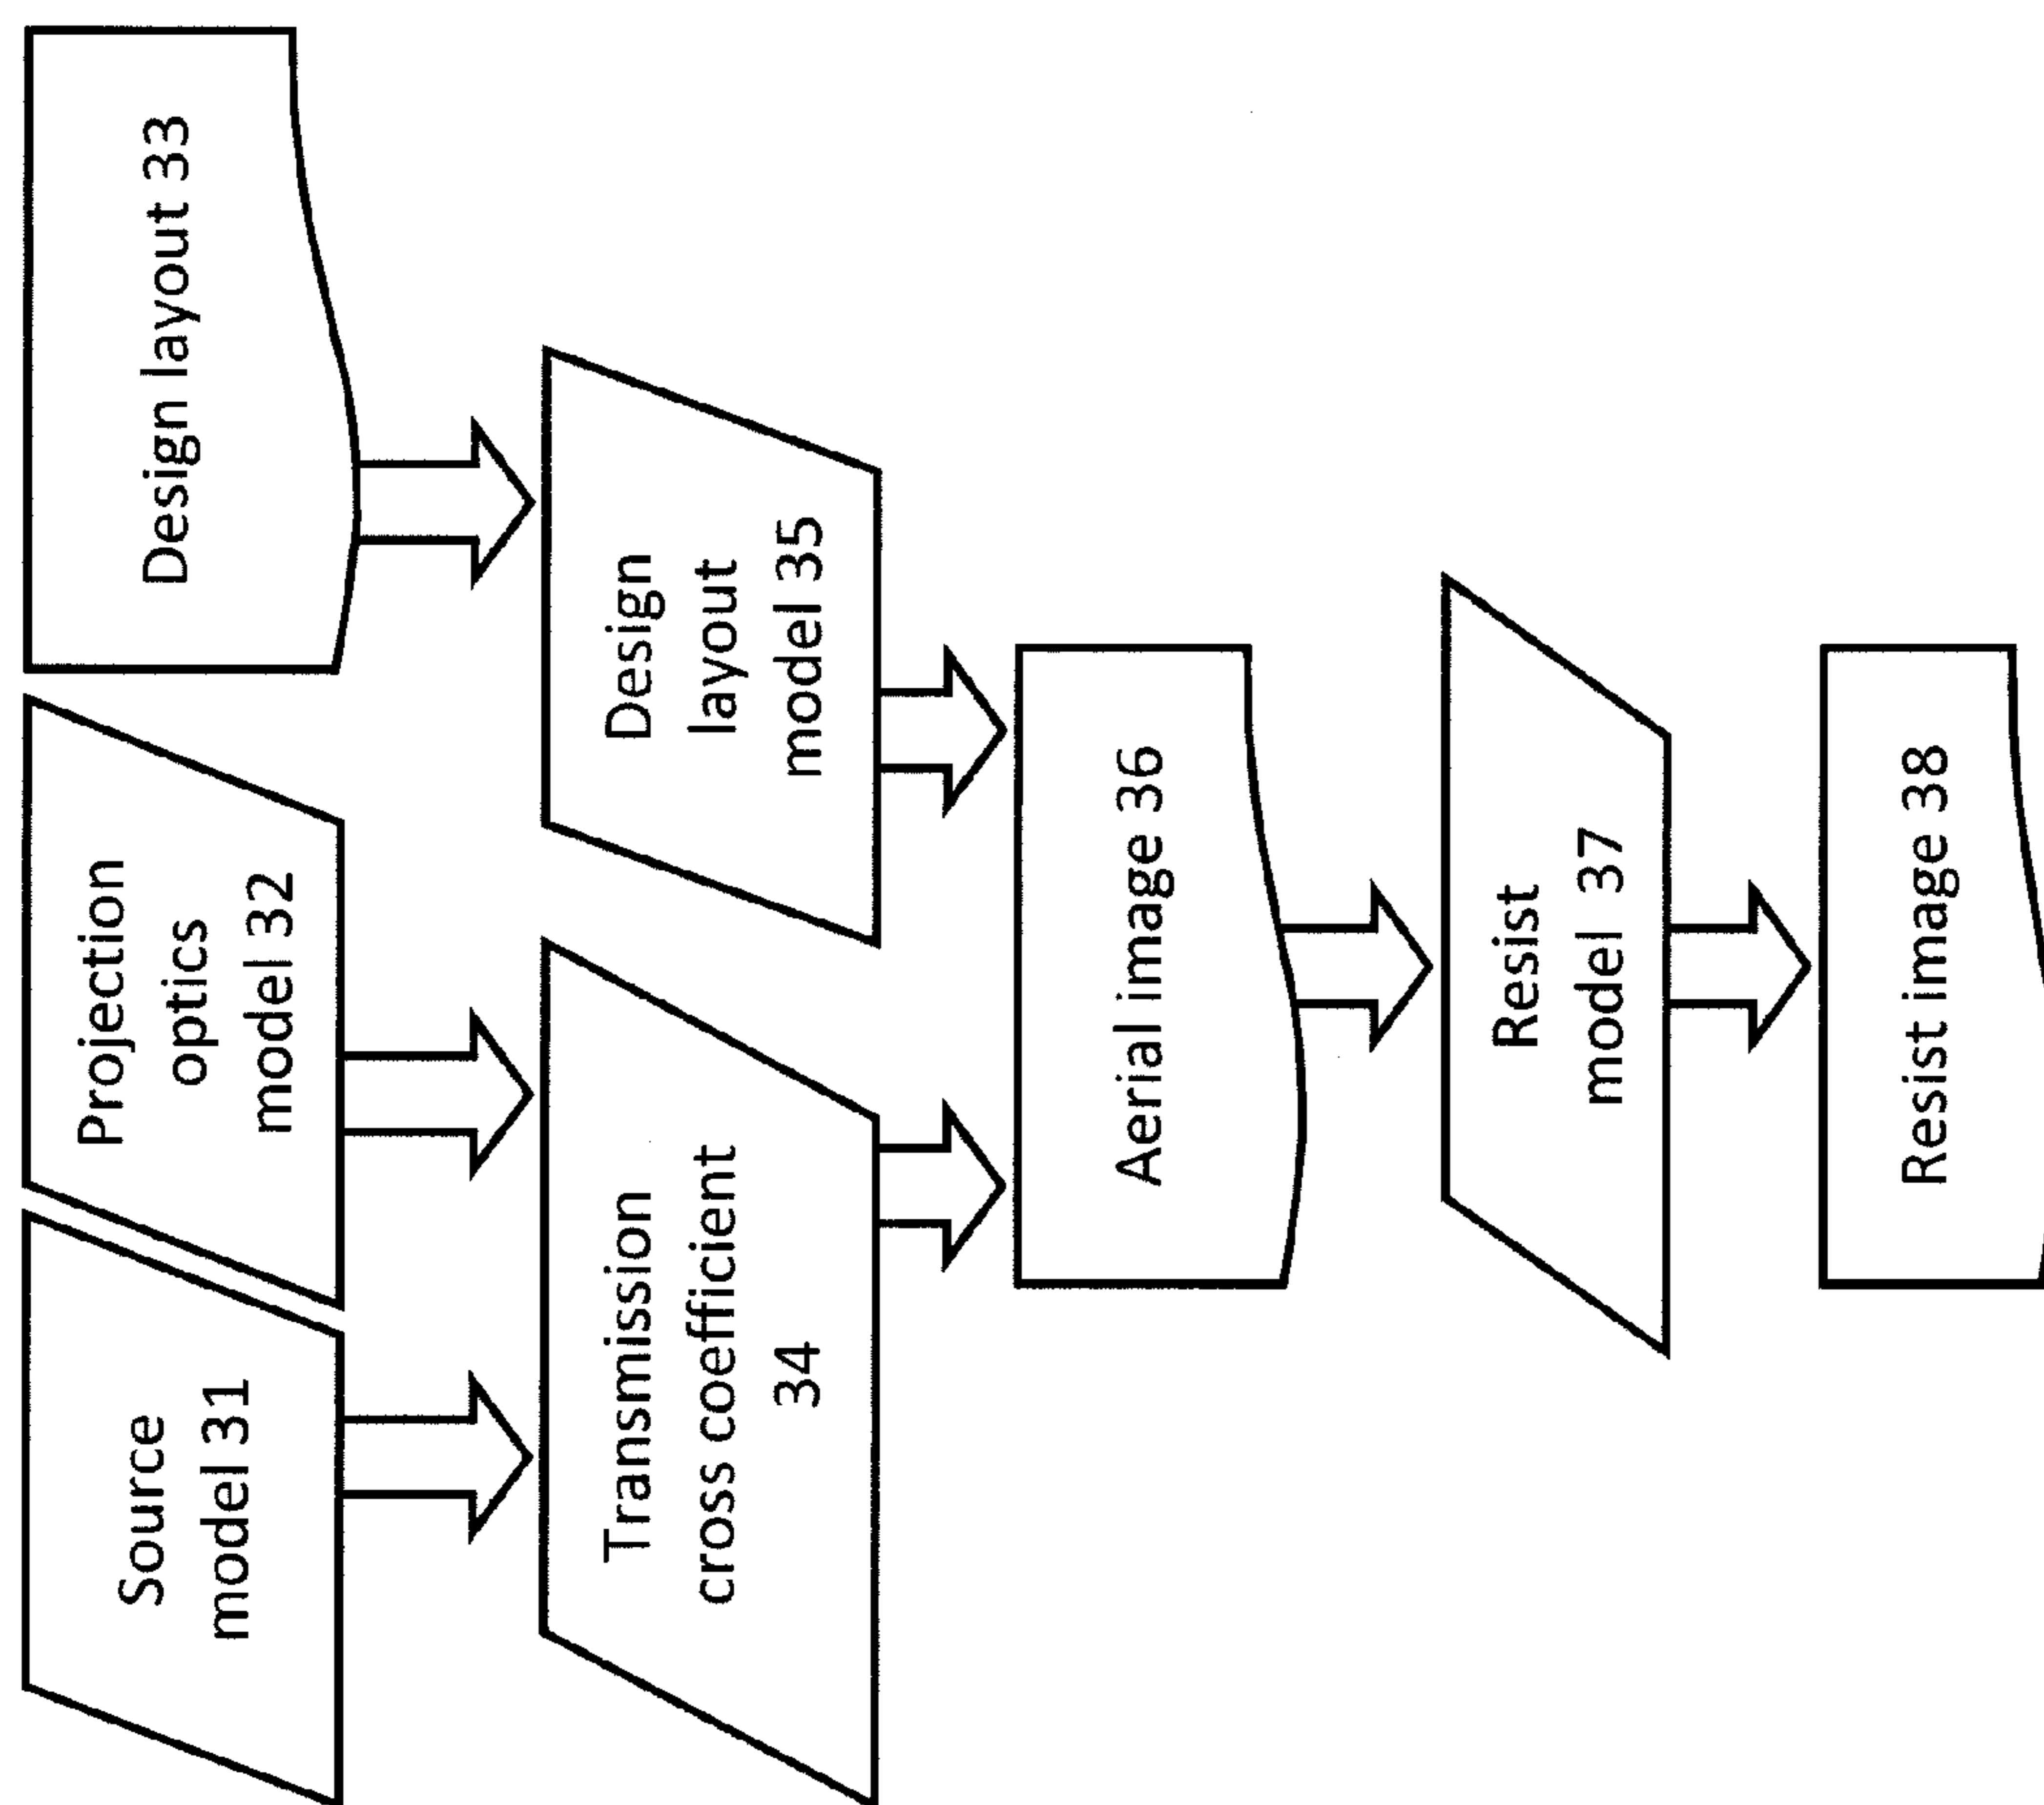 Source
model 31
Projection
optics
model 32
Design layout 33
Transmission
cross coefficient
34
Design
layout
model 35
Aerial image 36
Resist
model 37
Resist image 38